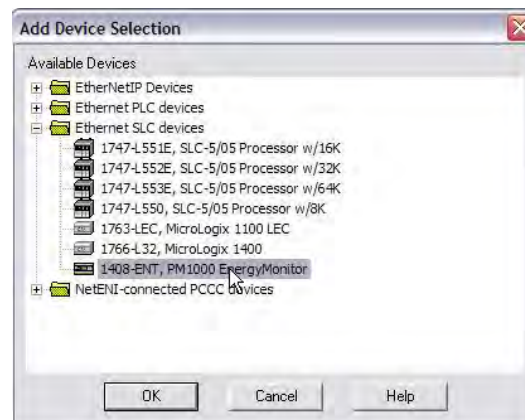 Add Device Selection
Available Devices
EtherNetIP Devices
Ethernet PLC devices
Ethernet SLC devices
1747-L551E, SLC-5/05 Processor w/16K
1747-L552E, SLC-5/05 Processor w/32K
1747-L553E, SLC-5/05 Processor w/64K
1747-L550, SLC-5/05 Processor w/8K
1763-LEC, MicroLogix 1100 LEC
1766-L32, MicroLogix 1400
1408-ENT, PM1000 EnergyMonitor
NetENI-connected PCCC devices
OK
Cancel
Help